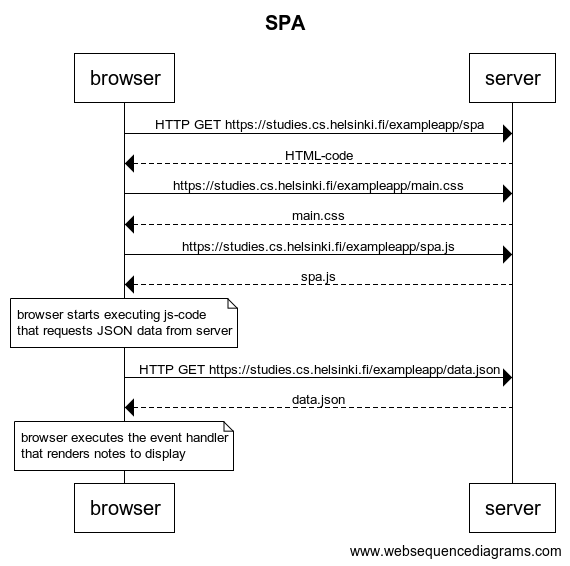 SPA
browser
server
HTTP GET https://studies.cs.helsinki.fi/exampleapp/spa
HTML-code
https://studies.cs.helsinki.fi/exampleapp/main.css
main.css
https://studies.cs.helsinki.fi/exampleapp/spa.js
spa.js
browser starts executing js-code
that requests JSON data from server
HTTP GET https://studies.cs.helsinki.fi/exampleapp/data.json
data.json
browser executes the event handler
that renders notes to display
browser
server
www.websequencediagrams.com